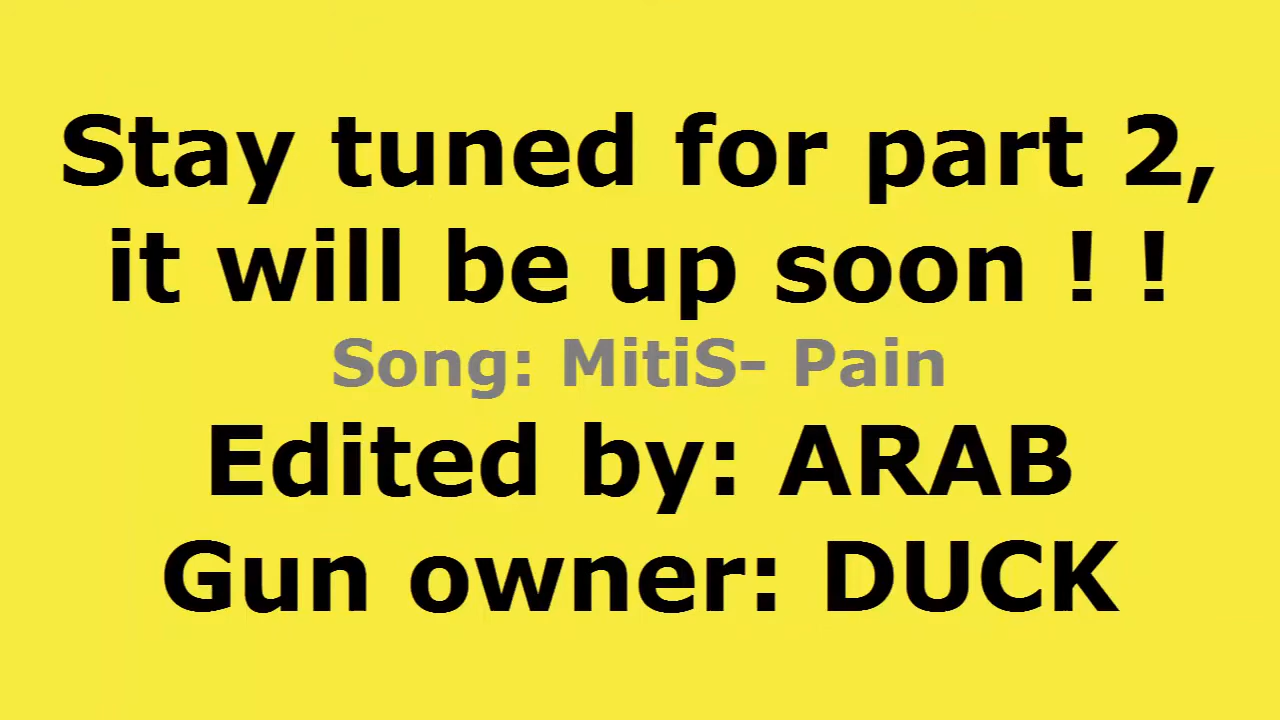 Stay tuned for part 2,
it will be up soon ! !
Song: MitiS- Pain
Edited by: ARAB
Gun owner: DUCK